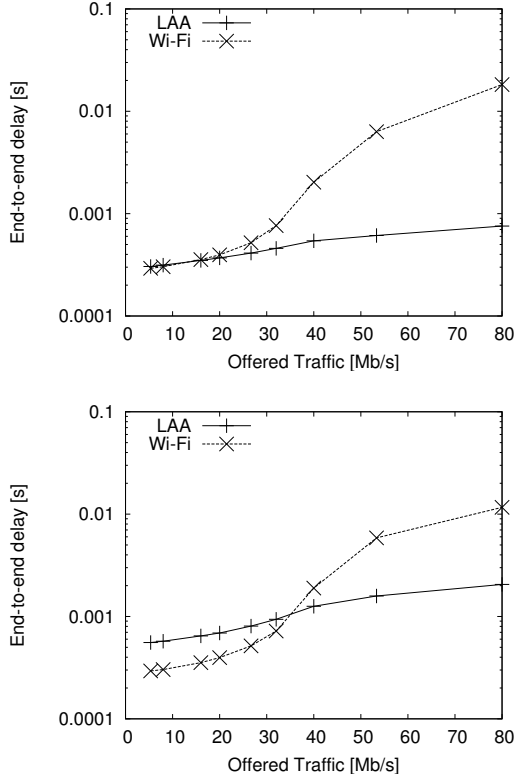 0.1
LAA
Wi-Fi
0.01
0.001
0.0001
End-to-end delay [s]
0 10 20 30 40 50 60 70 80
Offered Traffic [Mb/s]
0.1
LAA
Wi-Fi
0.01
0.001
0.0001
End-to-end delay [s]
0 10 20 30 40 50 60 70 80
Offered Traffic [Mb/s]